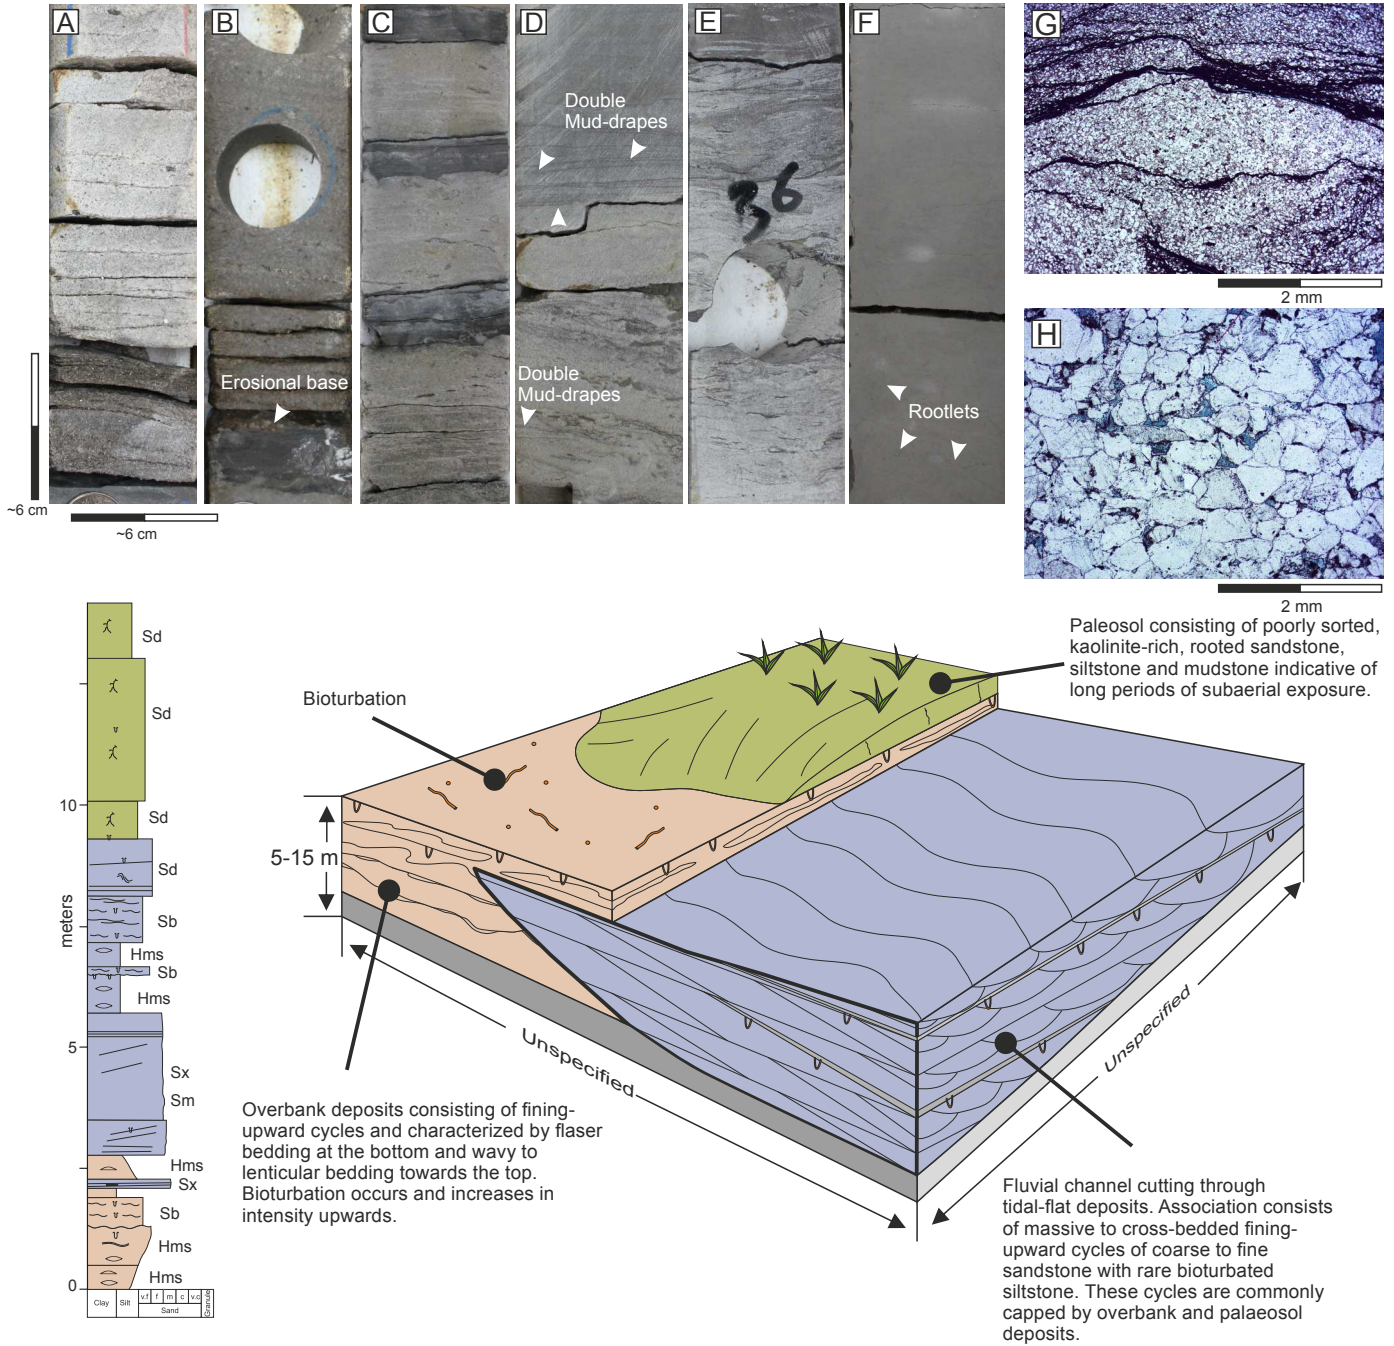 A
B
C
D
E
F
G
H
Double
Mud-drapes
36
Erosional base
Double
Mud-drapes
Rootlets
~6 cm
~6 cm
2 mm
2 mm
Paleosol consisting of poorly sorted,
kaolinite-rich, rooted sandstone,
siltstone and mudstone indicative of
long periods of subaerial exposure.
Bioturbation
5-15 m
Unspecified
Unspecified
Sd
Sd
Sd
Sd
Sb
Hms
Sb
Hms
Sx
Sm
Hms
Sx
Sb
Hms
Hms
10
5
0
meters
Clay
Silt
v.f
f
m
c
v.c
Sand
Granule
Overbank deposits consisting of fining-
upward cycles and characterized by flaser
bedding at the bottom and wavy to
lenticular bedding towards the top.
Bioturbation occurs and increases in
intensity upwards.
Fluvial channel cutting through
tidal-flat deposits. Association consists
of massive to cross-bedded fining-
upward cycles of coarse to fine
sandstone with rare bioturbated
siltstone. These cycles are commonly
capped by overbank and palaeosol
deposits.